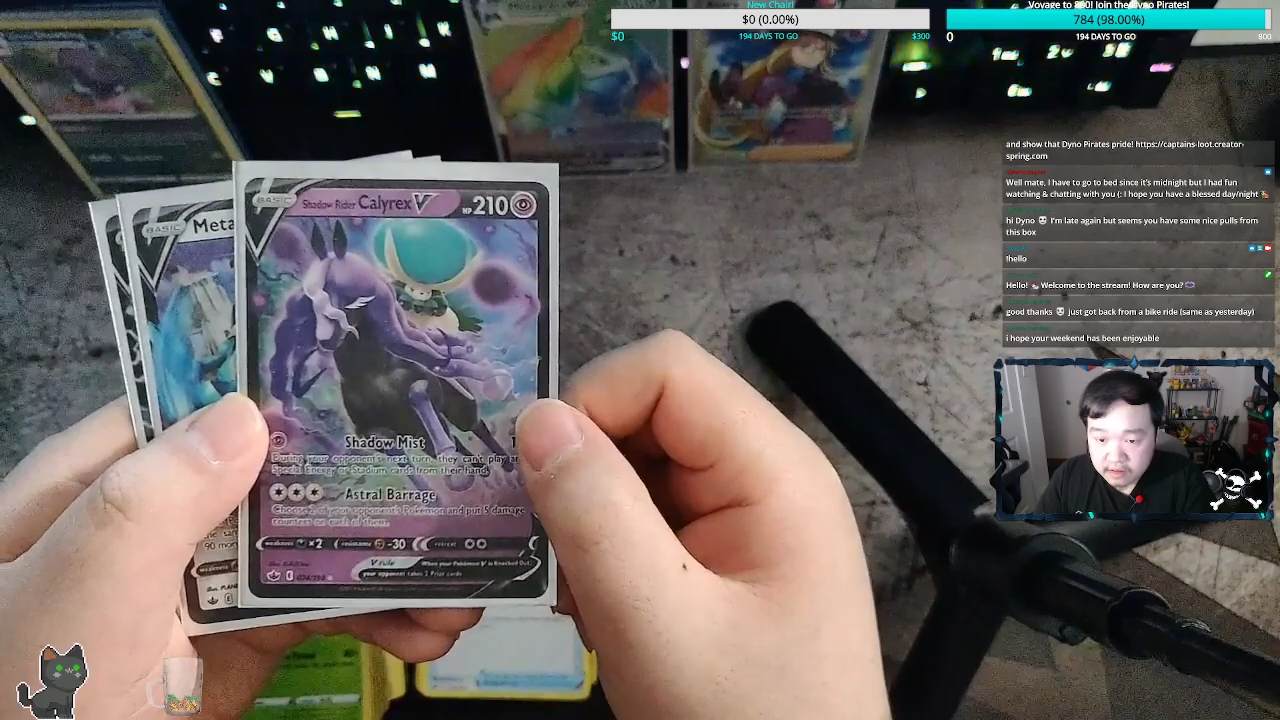 New Chair!
$0 (0.00%)
$0
194 DAYS TO GO
$300
Voyage to 800! Join the Dyno Pirates!
784 (98.00%)
0
194 DAYS TO GO
800
and show that Dyno Pirates pride! https://captains-loot.creator-
spring.com
Well mate, I have to go to bed since it's midnight but I had fun
watching & chatting with you (: I hope you have a blessed day/night
hi Dyno I'm late again but seems you have some nice pulls from
this box
!hello
Hello! Welcome to the stream! How are you?
good thanks just got back from a bike ride (same as yesterday)
i hope your weekend has been enjoyable
BASIC
Meta
BASIC
Shadow Rider Calyrex V
HP 210
Shadow Mist
During your opponent's next turn, they can't play
Special Energy or Stadium cards from their hand.
Astral Barrage
Choose 2 of your opponent's Pokémon and put 5 damage
counters on each of them.
weakness ×2 resistance -30 retreat
V rule
When your Pokémon V is Knocked Out,
your opponent takes 2 Prize cards.
074/198
90 mor